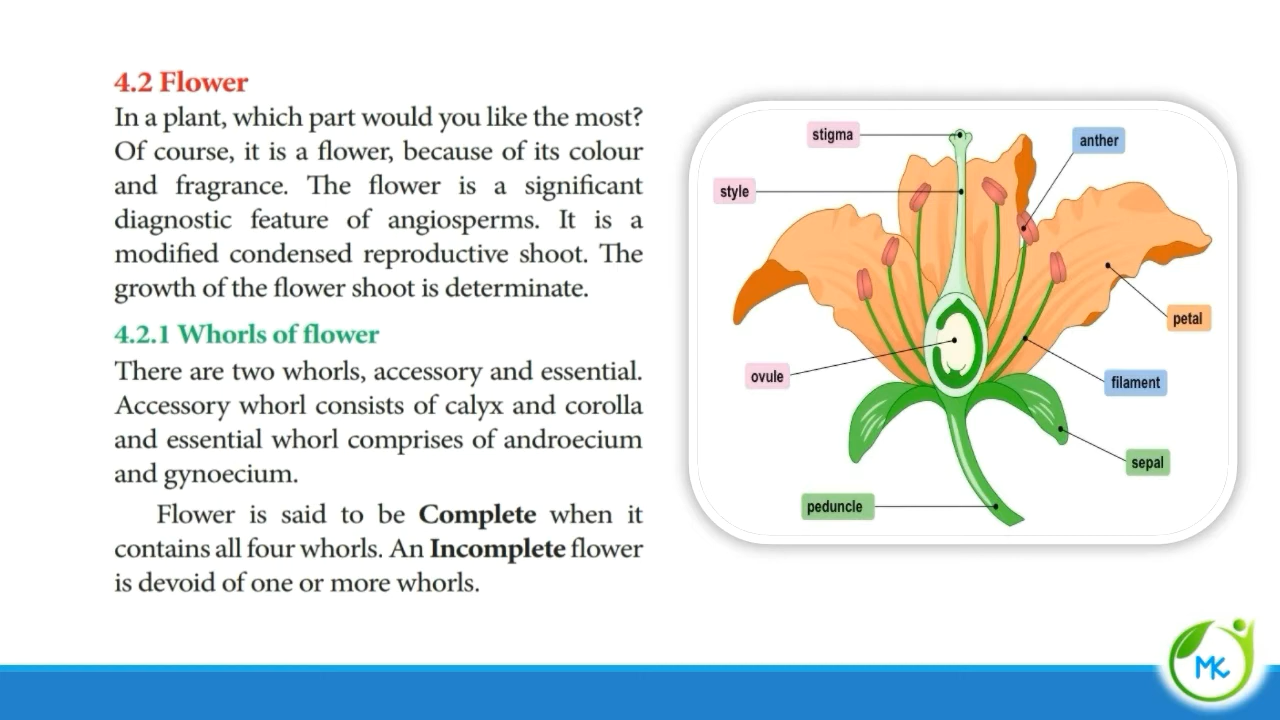 4.2 Flower
In a plant, which part would you like the most?
Of course, it is a flower, because of its colour
and fragrance. The flower is a significant
diagnostic feature of angiosperms. It is a
modified condensed reproductive shoot. The
growth of the flower shoot is determinate.
4.2.1 Whorls of flower
There are two whorls, accessory and essential.
Accessory whorl consists of calyx and corolla
and essential whorl comprises of androecium
and gynoecium.
Flower is said to be Complete when it
contains all four whorls. An Incomplete flower
is devoid of one or more whorls.
stigma
anther
style
petal
ovule
filament
sepal
peduncle
MK